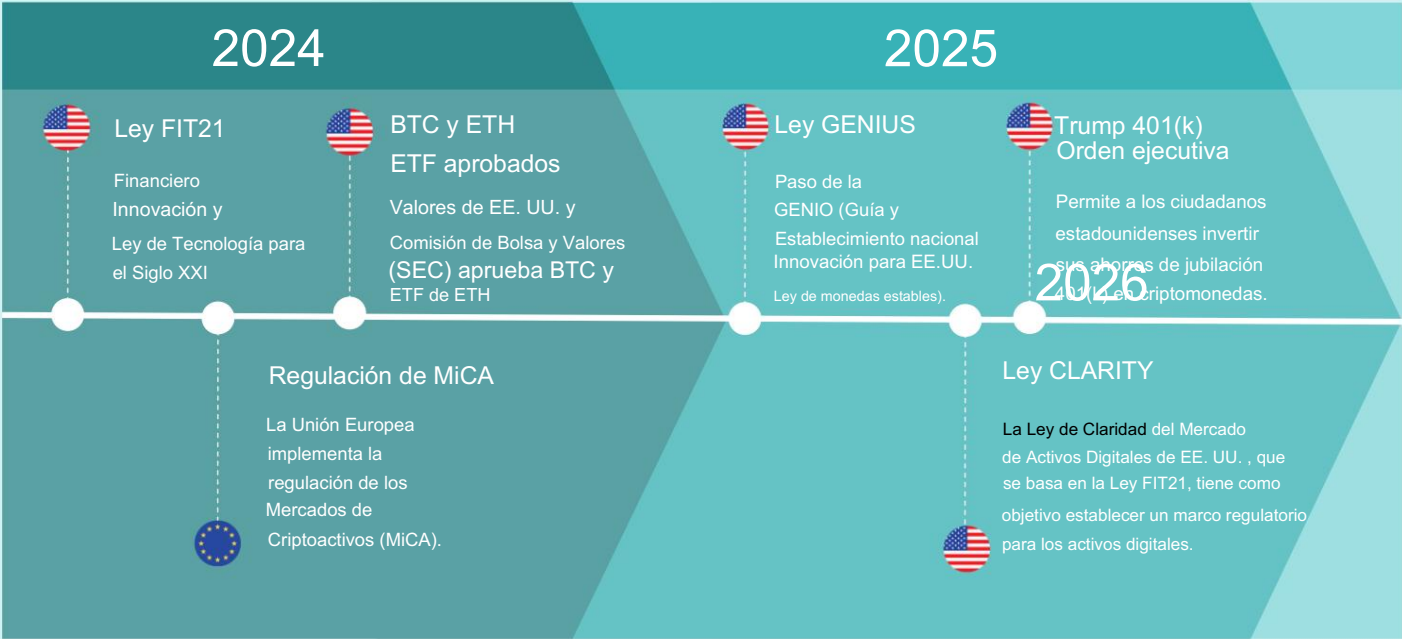 2024
2025
Ley FIT21
Financiero
Innovación y
Ley de Tecnología para
el Siglo XXI
BTC y ETH
ETF aprobados
Valores de EE. UU. y
Comisión de Bolsa y Valores
(SEC) aprueba BTC y
ETF de ETH
Ley GENIUS
Paso de la
GENIO (Guía y
Establecimiento nacional
Innovación para EE.UU.
Ley de monedas estables).
Trump 401(k)
Orden ejecutiva
Permite a los ciudadanos
estadounidenses invertir
sus ahorros de jubilación
401(k) en criptomonedas.
2026
Regulación de MiCA
La Unión Europea
implementa la
regulación de los
Mercados de
Criptoactivos (MiCA).
Ley CLARITY
La Ley de Claridad del Mercado
de Activos Digitales de EE. UU. , que
se basa en la Ley FIT21, tiene como
objetivo establecer un marco regulatorio
para los activos digitales.